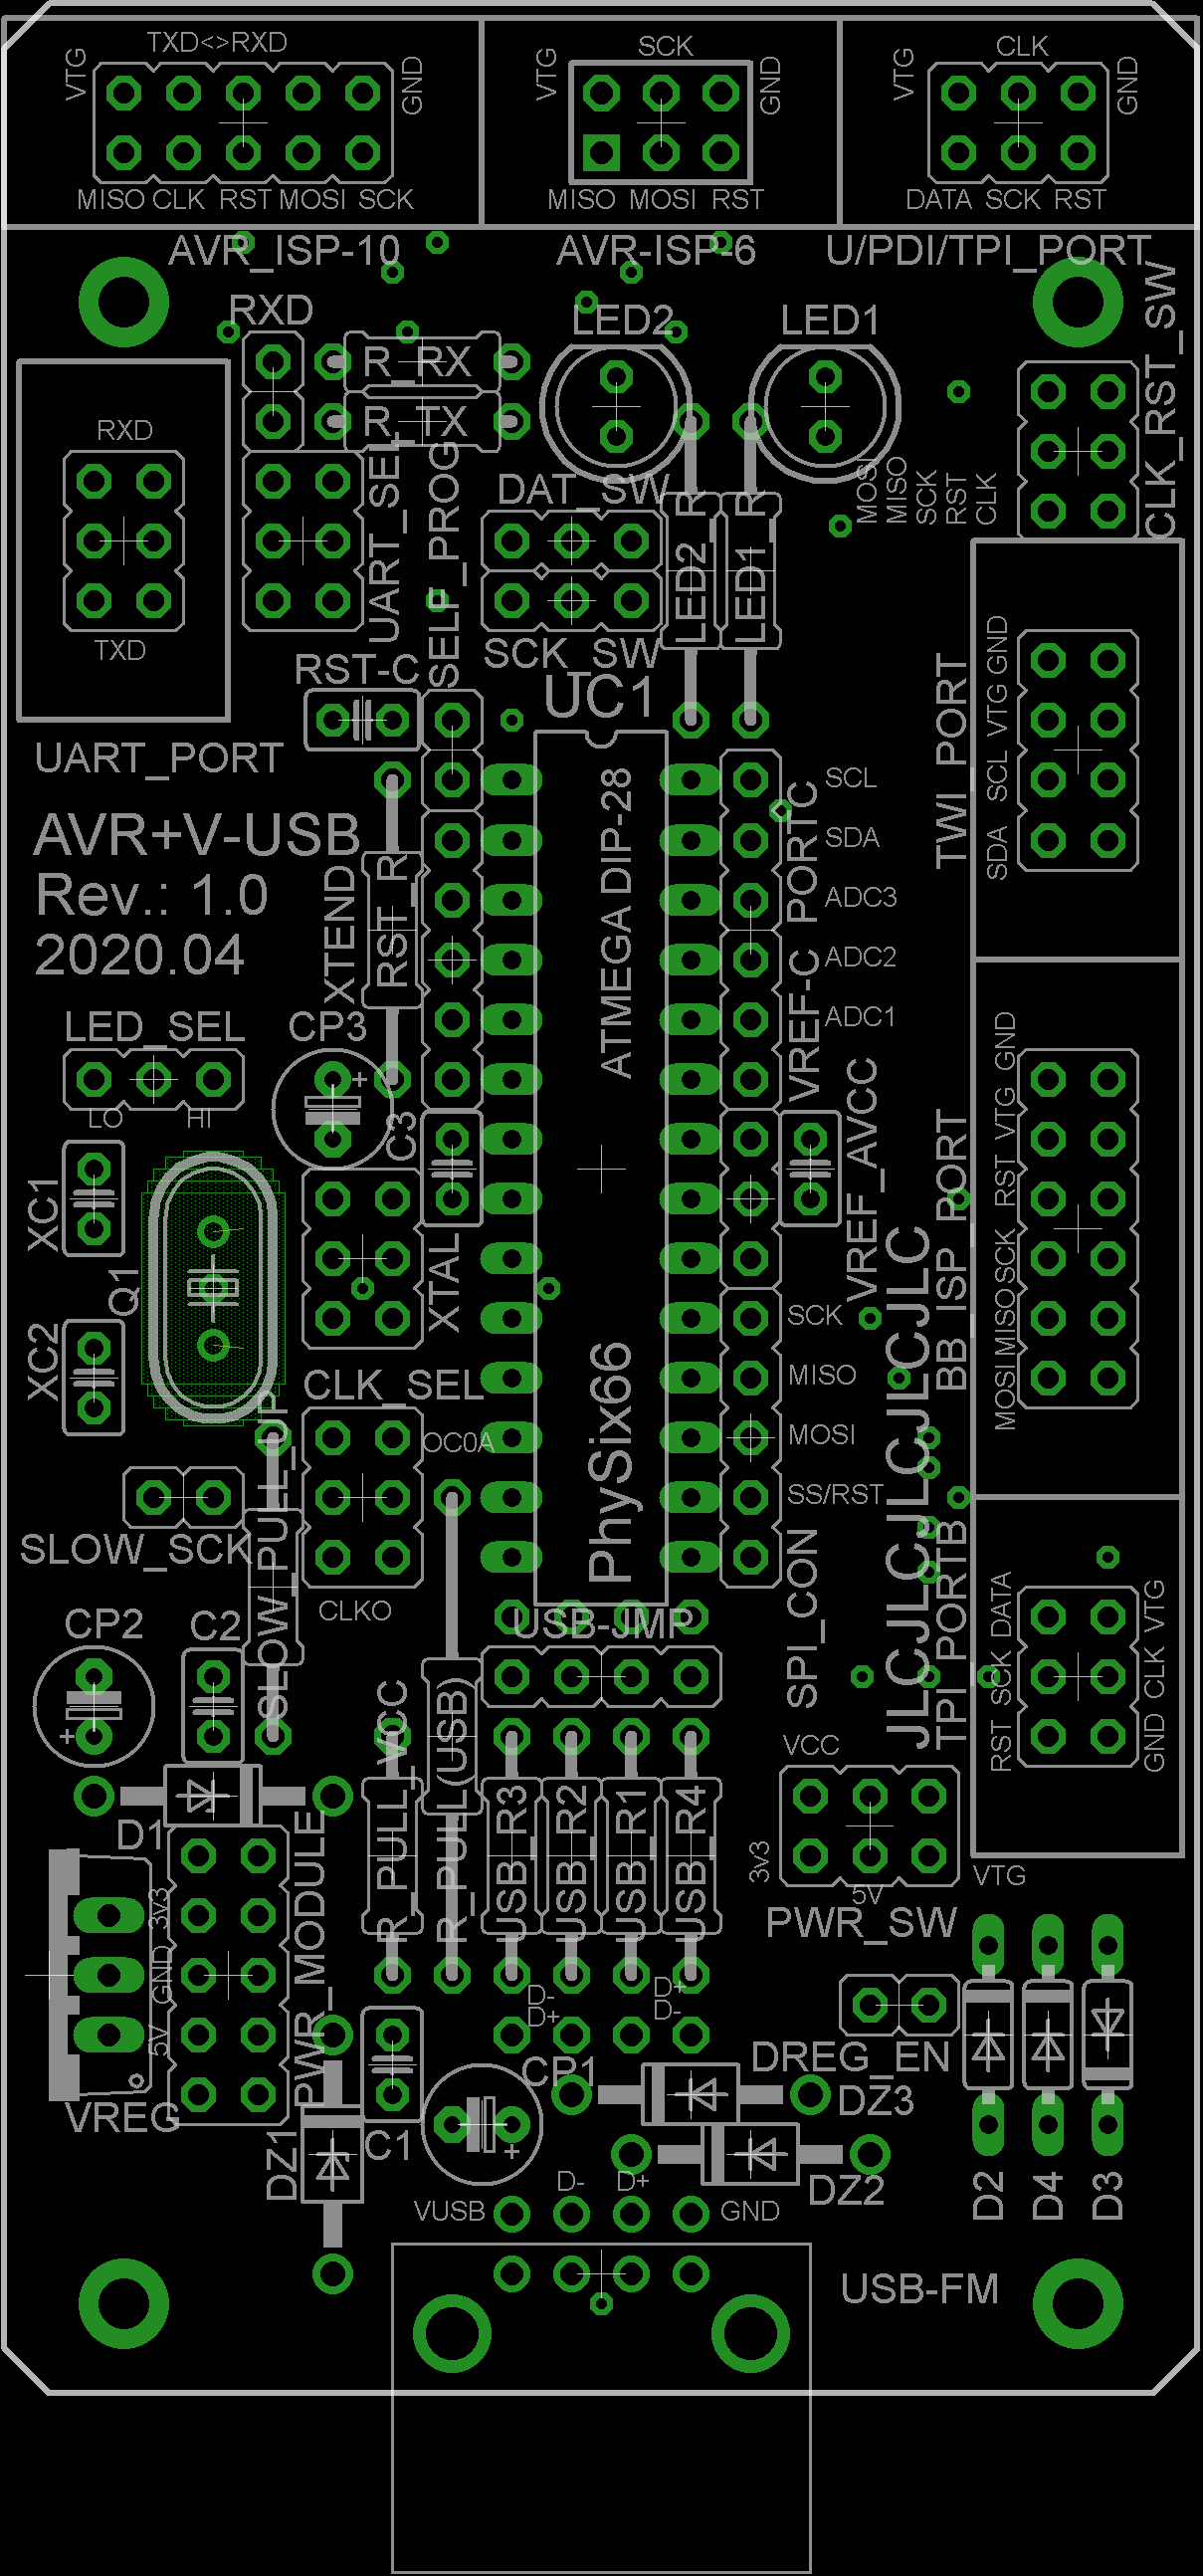 TXD<>RXD
VTG
GND
MISO CLK RST MOSI SCK
AVR_ISP-10
SCK
VTG
GND
MISO MOSI RST
AVR-ISP-6
CLK
VTG
GND
DATA SCK RST
U/PDI/TPI_PORT
RXD
R_RX
R_TX
LED2
LED1
CLK_RST_SW
MOSI
MISO
SCK
RST
CLK
RXD
TXD
UART_PORT
UART_SEL
SELF_PROG
DAT_SW
SCK_SW
LED2_R
LED1_R
RST-C
UC1
ATMEGA DIP-28
PhySix66
AVR+V-USB
Rev.: 1.0
2020.04
XTEND
RST_R
SCL
SDA
ADC3
ADC2
ADC1
PORTC
VREF-C
VREF_AVCC
TWI_PORT
SDA SCL VTG GND
LED_SEL
LO
HI
CP3
C3
XC1
Q1
XC2
XTAL
CLK_SEL
OC0A
CLKO
SCK
MISO
MOSI
SS/RST
SPI_CON
BB_ISP_PORT
MOSI MISO SCK RST VTG GND
JLCJLCJLCJLC
TPI_PORTB
RST SCK DATA
GND CLK VTG
SLOW_SCK
SLOW_PULL_UP
CP2
C2
USB-JMP
R_PULL_VCC
R_PULL(USB)
USB_R3
USB_R2
USB_R1
USB_R4
VCC
3v3
5V
VTG
PWR_SW
D1
3v3
GND
5V
VREG
PWR_MODULE
D-
D+
D+
D-
DREG_EN
CP1
DZ3
DZ2
DZ1
C1
D2
D4
D3
VUSB
D-
D+
GND
USB-FM